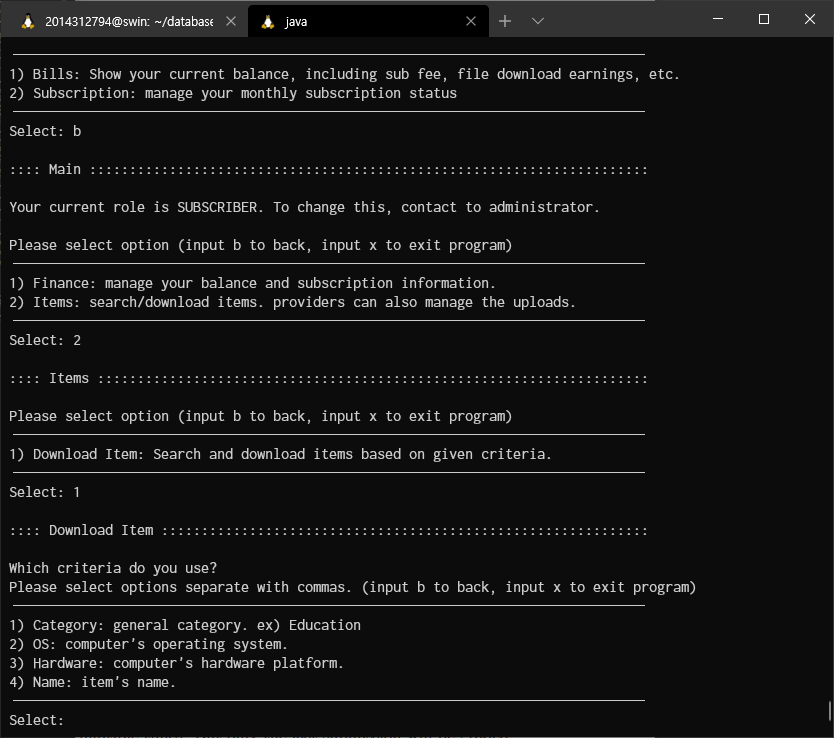 2014312794@swin: ~/database
java
1) Bills: Show your current balance, including sub fee, file download earnings, etc.
2) Subscription: manage your monthly subscription status
Select: b
:::: Main ::::::::::::::::::::::::::::::::::::::::::::::::::::::::::::::::::::::
Your current role is SUBSCRIBER. To change this, contact to administrator.
Please select option (input b to back, input x to exit program)
1) Finance: manage your balance and subscription information.
2) Items: search/download items. providers can also manage the uploads.
Select: 2
:::: Items :::::::::::::::::::::::::::::::::::::::::::::::::::::::::::::::::::::
Please select option (input b to back, input x to exit program)
1) Download Item: Search and download items based on given criteria.
Select: 1
:::: Download Item :::::::::::::::::::::::::::::::::::::::::::::::::::::::::::::
Which criteria do you use?
Please select options separate with commas. (input b to back, input x to exit program)
1) Category: general category. ex) Education
2) OS: computer's operating system.
3) Hardware: computer's hardware platform.
4) Name: item's name.
Select: